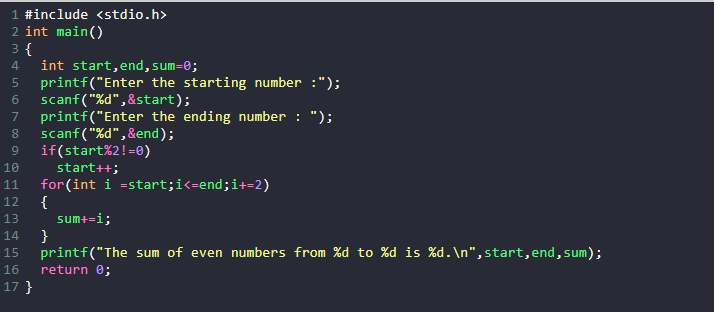 1 #include <stdio.h>
2 int main()
3 {
4   int start,end,sum=0;
5   printf("Enter the starting number :");
6   scanf("%d",&start);
7   printf("Enter the ending number : ");
8   scanf("%d",&end);
9   if(start%2!=0)
10     start++;
11   for(int i =start;i<=end;i+=2)
12   {
13     sum+=i;
14   }
15   printf("The sum of even numbers from %d to %d is %d.\n",start,end,sum);
16   return 0;
17 }